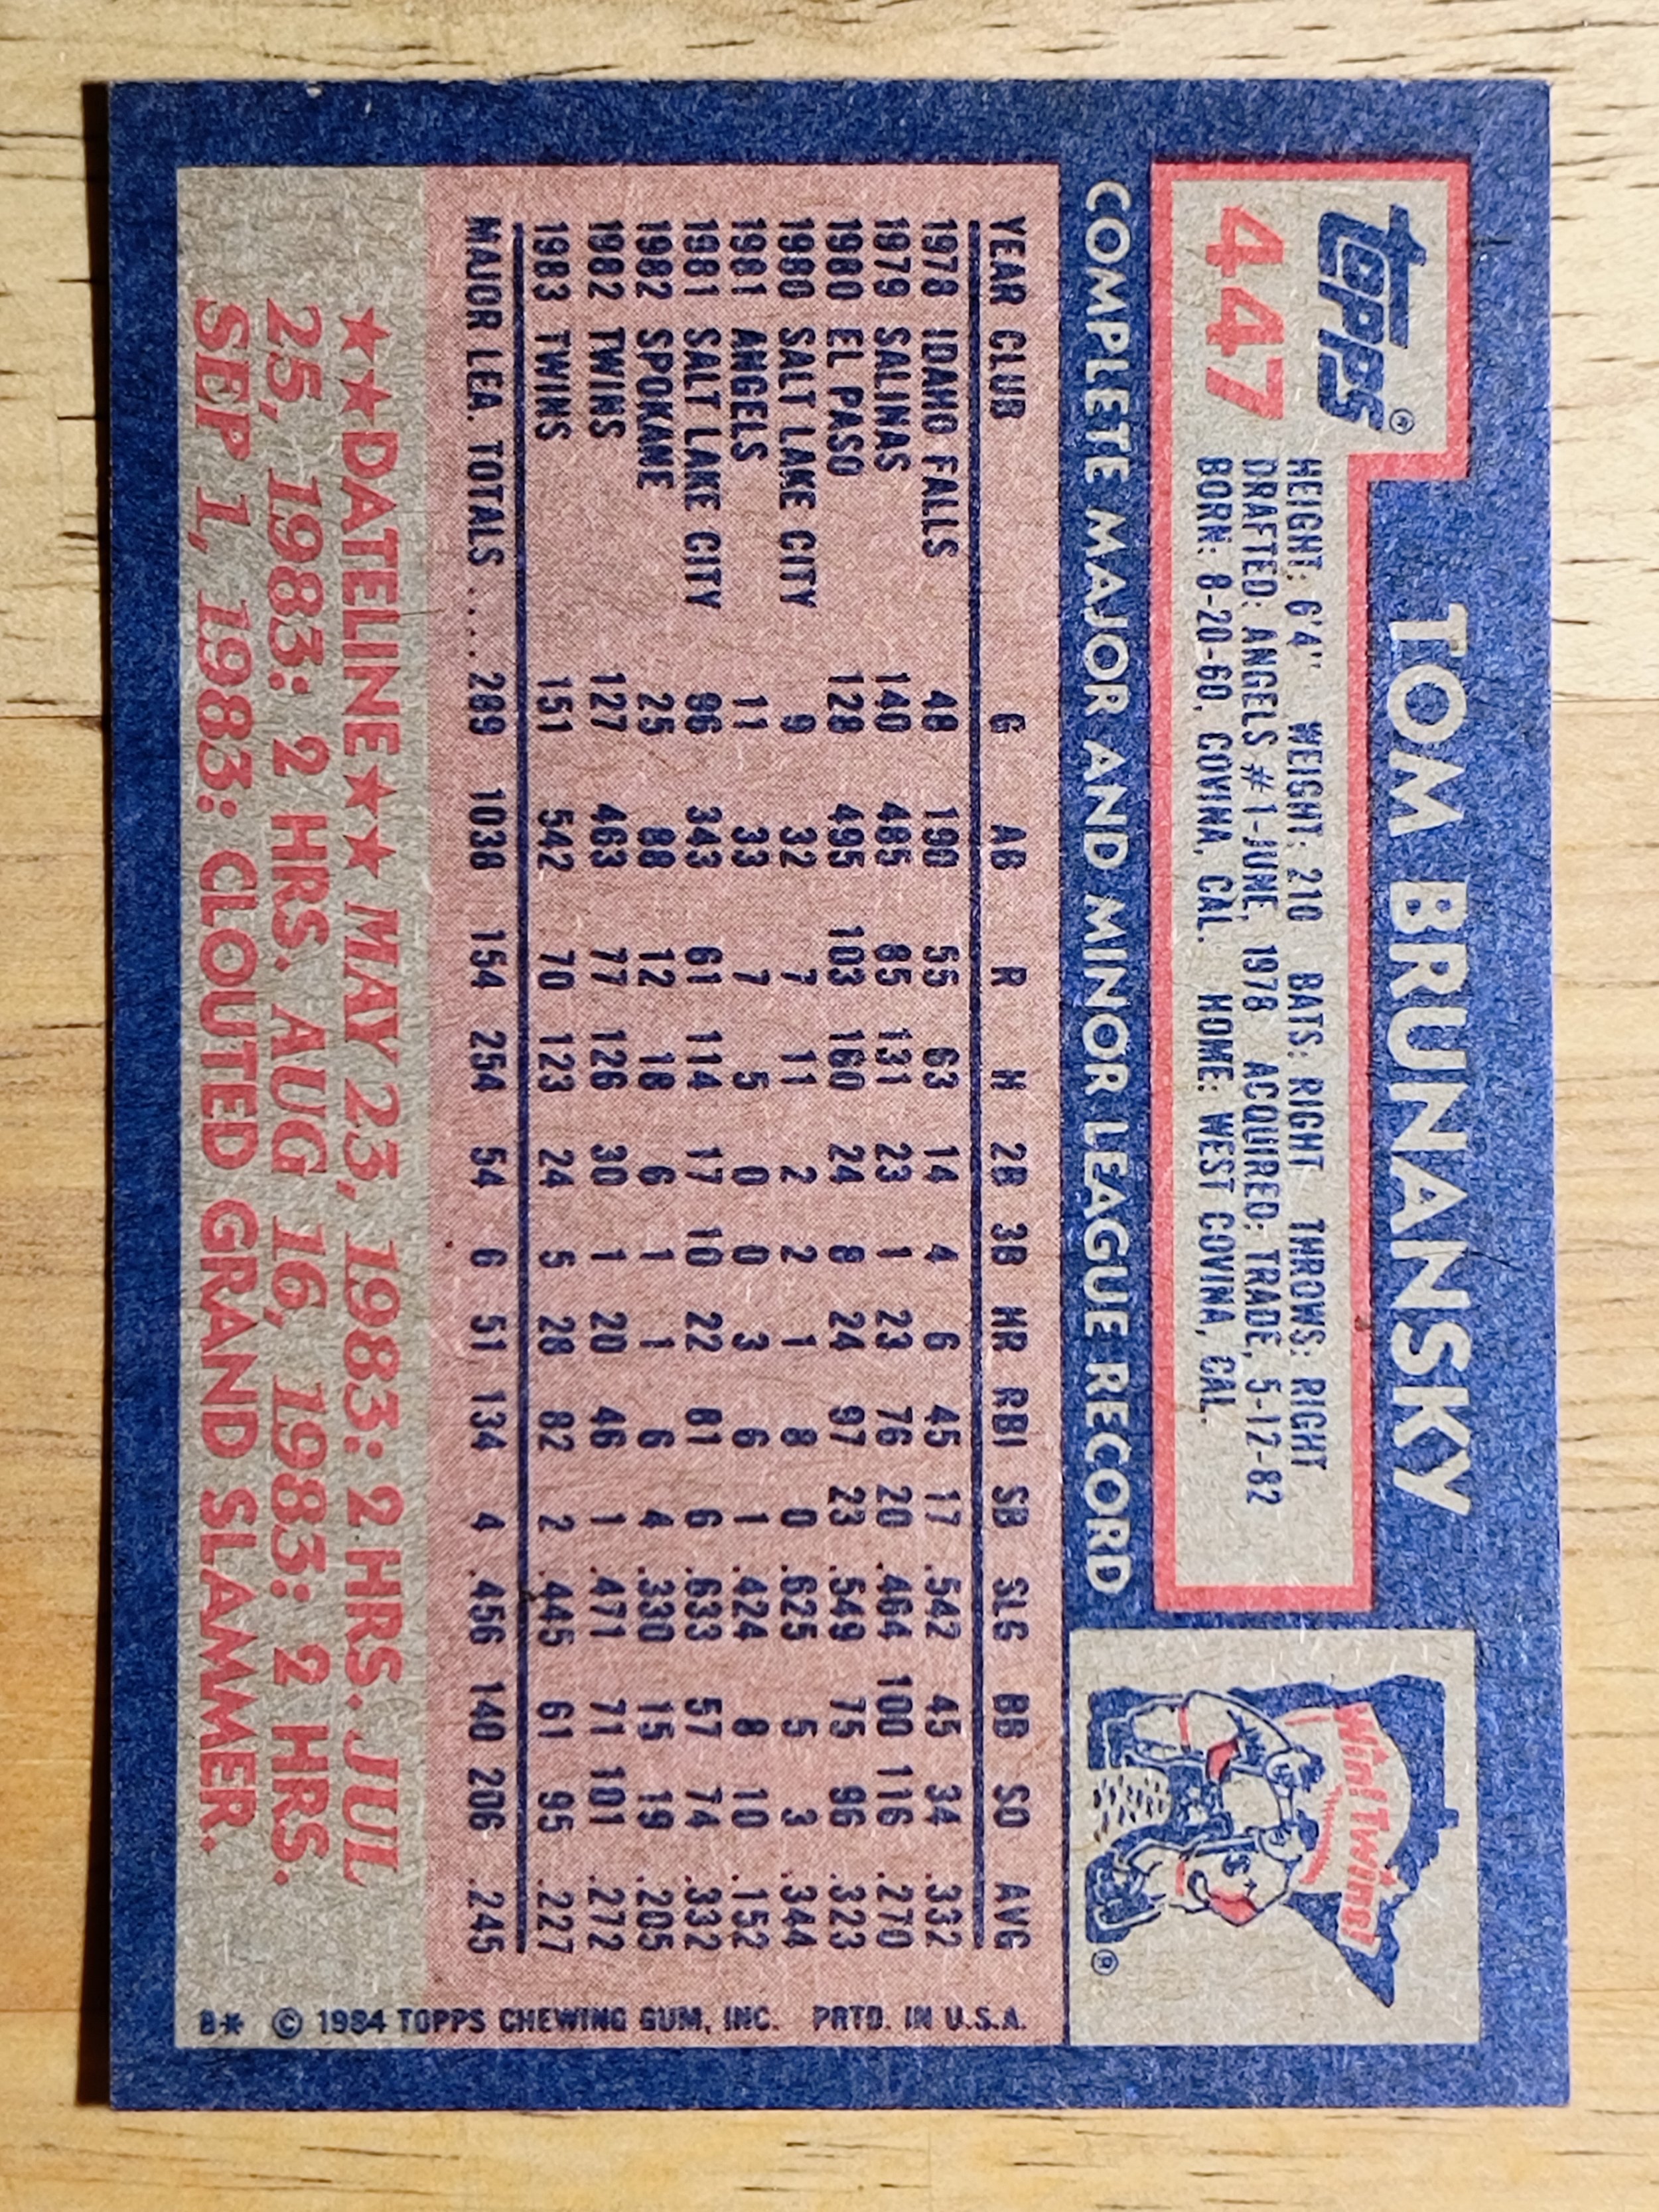 Topps®
447
TOM BRUNANSKY
HEIGHT: 6'4" WEIGHT: 210 BATS: RIGHT THROWS: RIGHT
DRAFTED: ANGELS #1-JUNE, 1978 ACQUIRED: TRADE, 5-12-82
BORN: 8-20-60, COVINA, CAL. HOME: WEST COVINA, CAL.
Win! Twins!
®
COMPLETE MAJOR AND MINOR LEAGUE RECORD
YEAR CLUB G AB R H 2B 3B HR RBI SB SLG BB SO AVG
1978 IDAHO FALLS 48 190 55 63 14 4 6 45 17 .542 45 34 .332
1979 SALINAS 140 485 85 131 23 1 23 76 20 .464 100 116 .270
1980 EL PASO 128 495 103 160 24 8 24 97 23 .549 75 96 .323
1980 SALT LAKE CITY 9 32 7 11 2 2 1 8 0 .625 5 3 .344
1981 ANGELS 11 33 7 5 0 0 3 6 1 .424 8 10 .152
1981 SALT LAKE CITY 96 343 61 114 17 10 22 81 6 .633 57 74 .332
1982 SPOKANE 25 88 12 18 6 1 1 6 4 .330 15 19 .205
1982 TWINS 127 463 77 126 30 1 20 46 1 .471 71 101 .272
1983 TWINS 151 542 70 123 24 5 28 82 2 .445 61 95 .227
MAJOR LEA. TOTALS ..... 289 1038 154 254 54 6 51 134 4 .456 140 206 .245
★★DATELINE★★ MAY 23, 1983: 2 HRS. JUL
25, 1983: 2 HRS. AUG 16, 1983: 2 HRS.
SEP 1, 1983: CLOUTED GRAND SLAMMER.
B* © 1984 TOPPS CHEWING GUM, INC. PRTD. IN U.S.A.